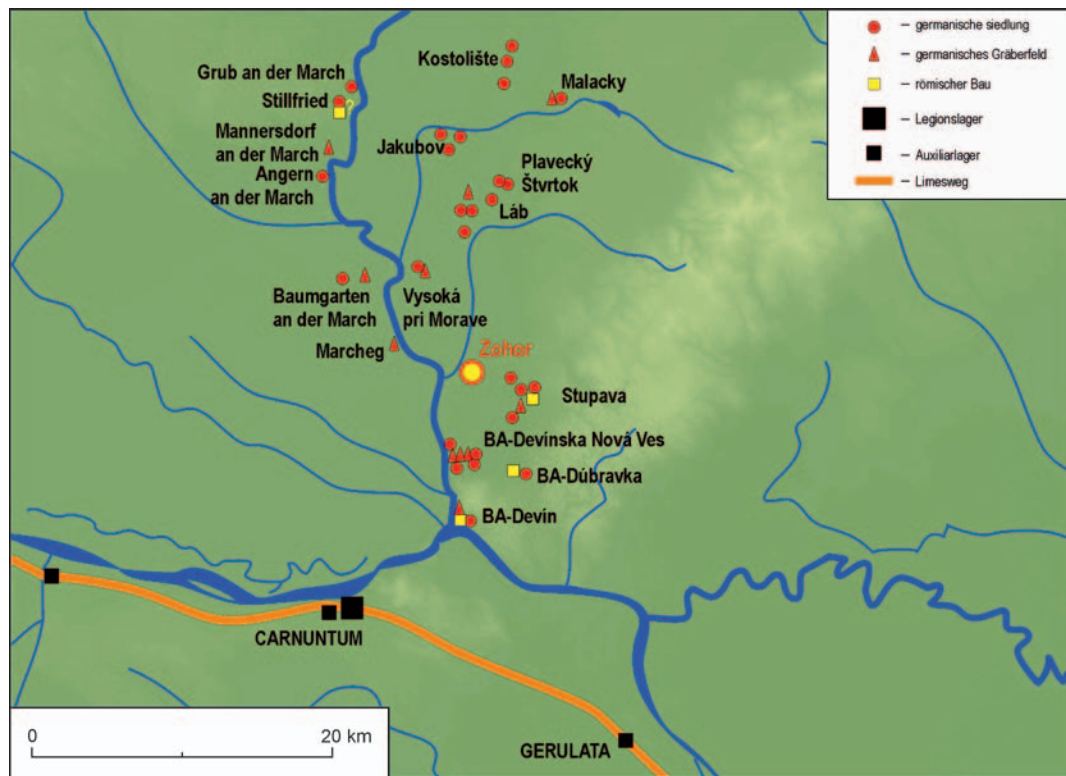 Kostolište
Grub an der March
Malacky
Stillfried
Mannersdorf
an der March
Jakubov
Angern
an der March
Plavecký
Štvrtok
Láb
Baumgarten
an der March
Vysoká
pri Morave
Marcheg
Zohor
Stupava
BA-Devínska Nová Ves
BA-Dúbravka
BA-Devín
CARNUNTUM
GERULATA
0 20 km
– germanische siedlung
– germanisches Gräberfeld
– römischer Bau
– Legionslager
– Auxiliarlager
– Limesweg